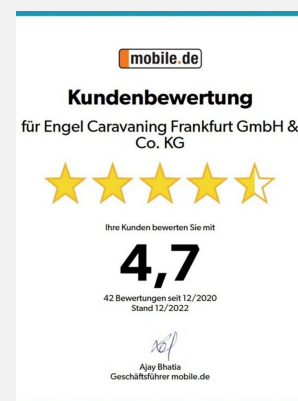 mobile.de
Kundenbewertung
für Engel Caravaning Frankfurt GmbH &
Co. KG
Ihre Kunden bewerten Sie mit
4,7
42 Bewertungen seit 12/2020
Stand 12/2022
Ajay Bhatia
Geschäftsführer mobile.de